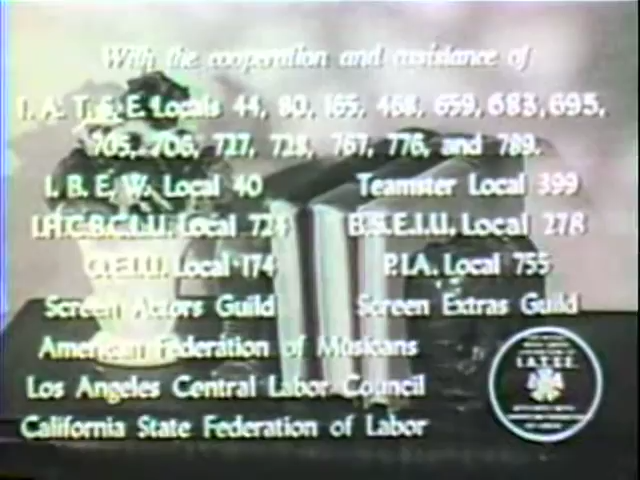 With the cooperation and assistance of
I. A. T. S. E. Locals 44, 80, 165, 468, 659, 683, 695,
705, 706, 727, 728, 767, 776, and 789.
I. B. E. W. Local 40 Teamster Local 399
I.H.C.B.C.L.U. Local 724 B.S.E.I.U. Local 278
O.E.I.U. Local 174 P.I.A. Local 755
Screen Actors Guild Screen Extras Guild
American Federation of Musicans
Los Angeles Central Labor Council
California State Federation of Labor
I.A.T.S.E.